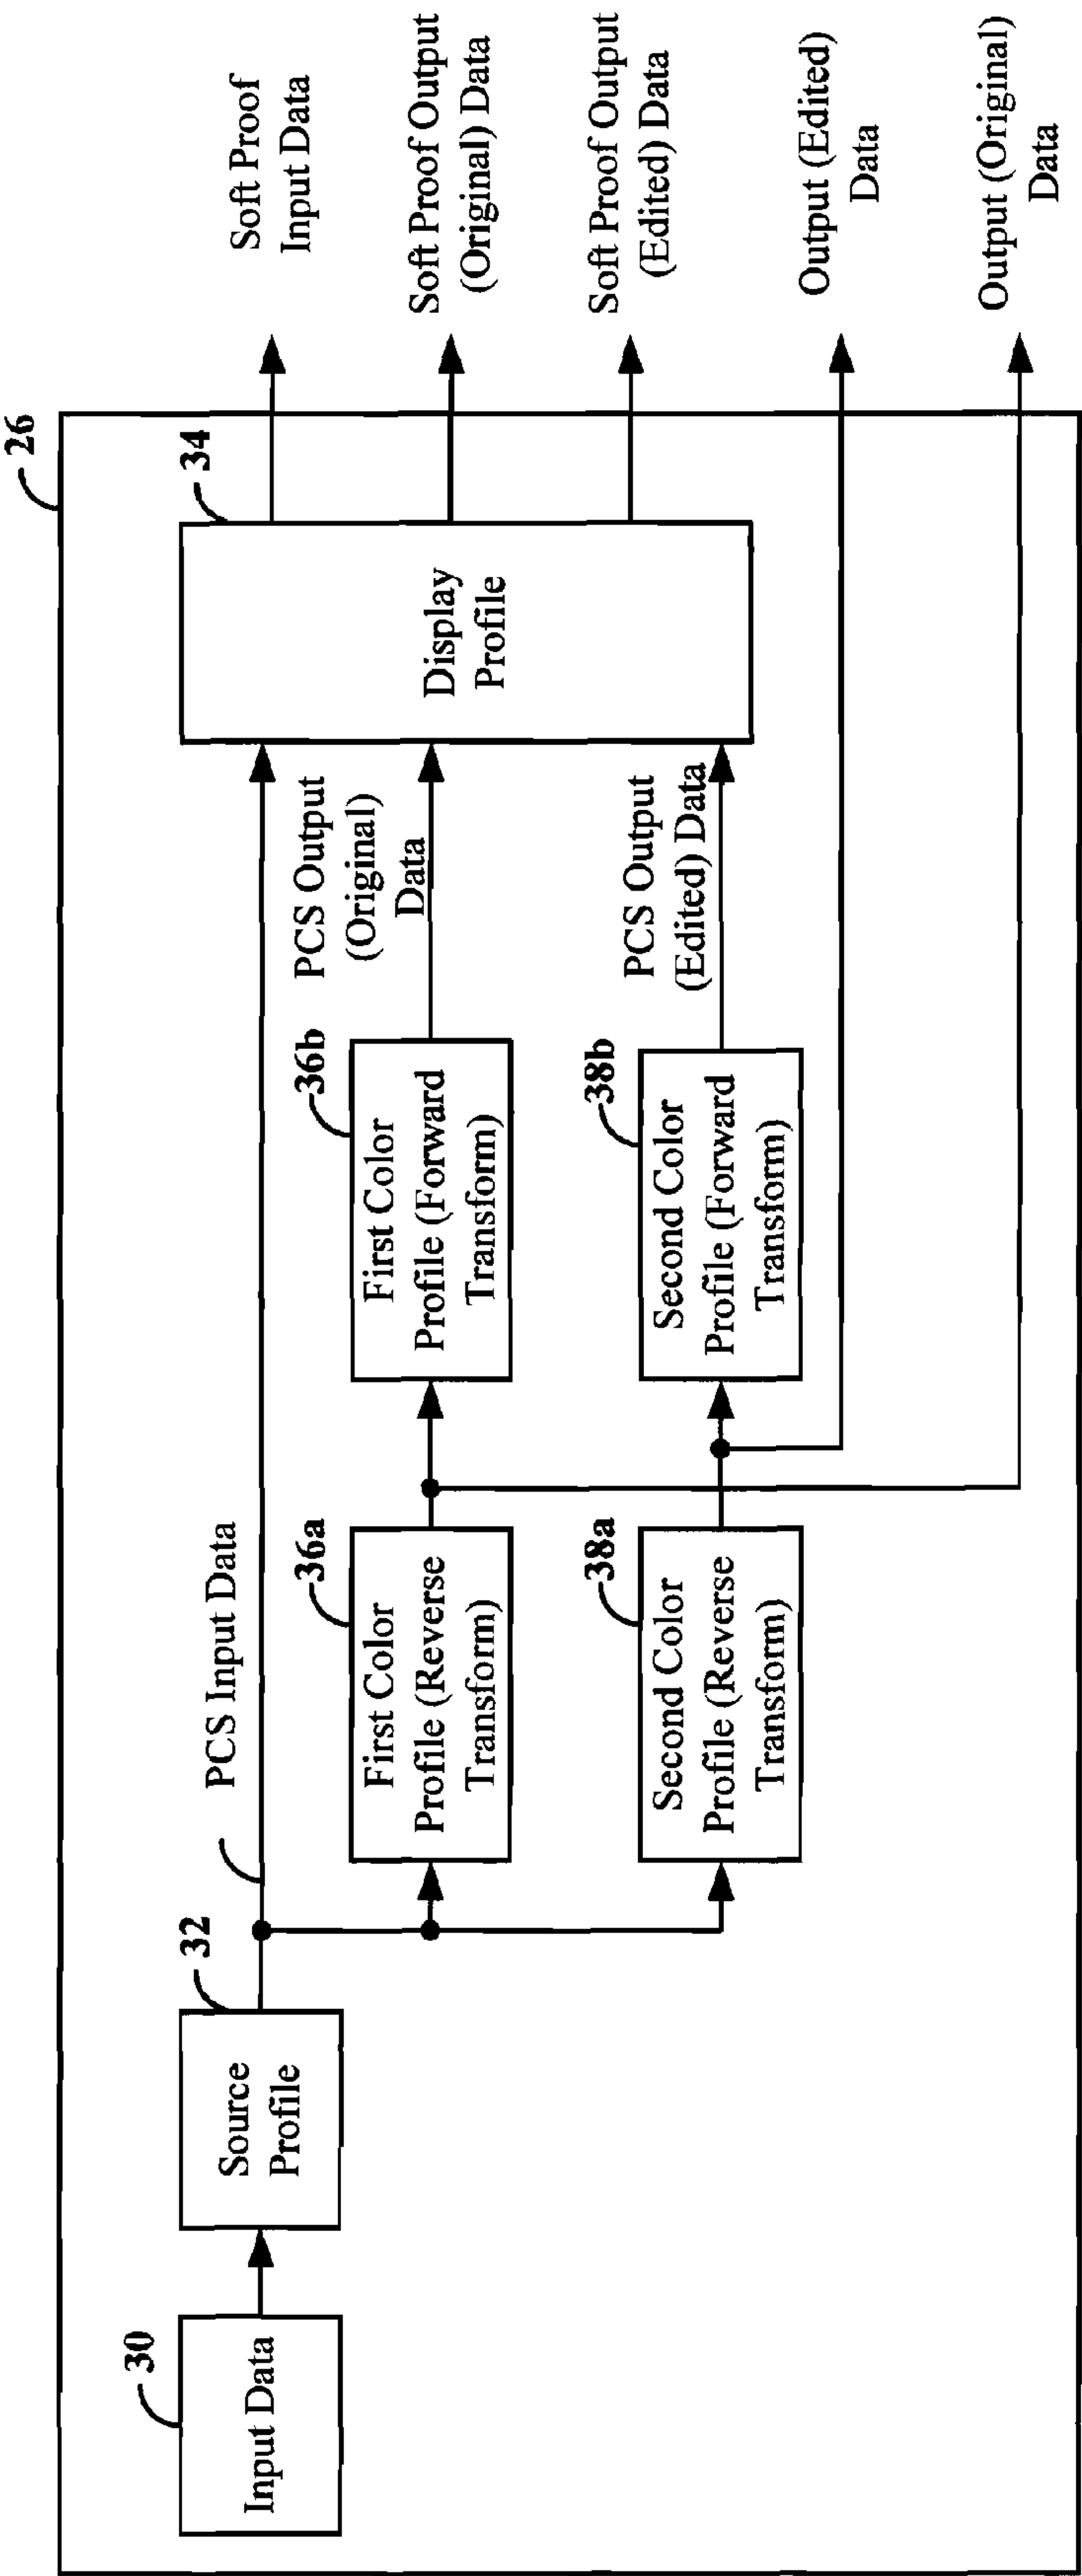 26
30
Input Data
32
Source
Profile
PCS Input Data
36a
First Color
Profile (Reverse
Transform)
38a
Second Color
Profile (Reverse
Transform)
36b
First Color
Profile (Forward
Transform)
38b
Second Color
Profile (Forward
Transform)
PCS Output
(Original)
Data
PCS Output
(Edited) Data
34
Display
Profile
Soft Proof
Input Data
Soft Proof Output
(Original) Data
Soft Proof Output
(Edited) Data
Output (Edited)
Data
Output (Original)
Data